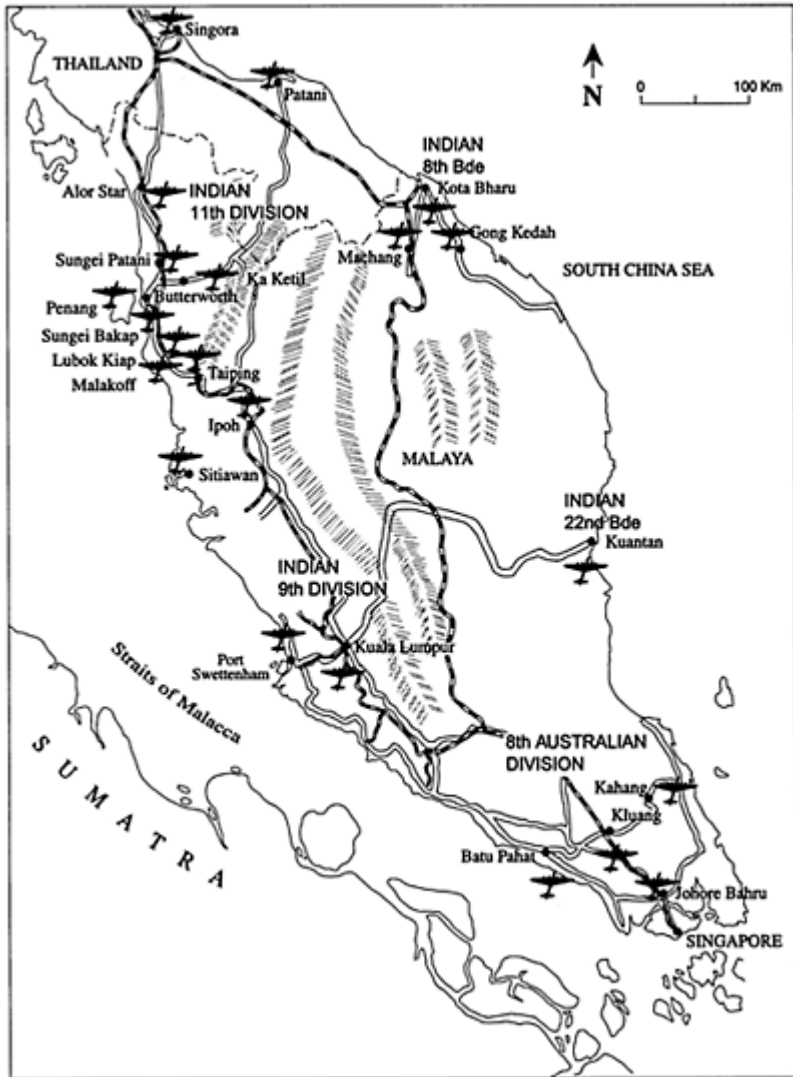 Singora
THAILAND
Patani
N
0
100 Km
INDIAN
8th Bde
Kota Bharu
Alor Star
INDIAN
11th DIVISION
Gong Kedah
Machang
Sungei Patani
Ka Ketil
SOUTH CHINA SEA
Butterworth
Penang
Sungei Bakap
Lubok Kiap
Malakoff
Taiping
Ipoh
MALAYA
Sitiawan
INDIAN
22nd Bde
Kuantan
INDIAN
9th DIVISION
Kuala Lumpur
Port
Swettenham
Straits of Malacca
SUMATRA
8th AUSTRALIAN
DIVISION
Kahang
Kluang
Batu Pahat
Johore Bahru
SINGAPORE